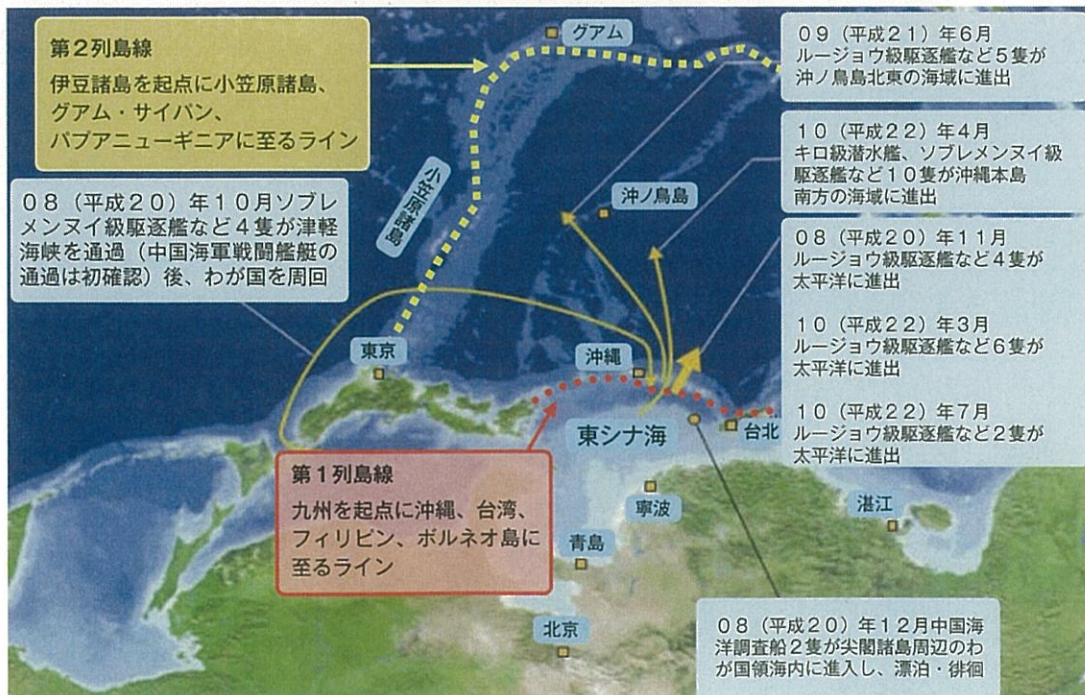 第2列島線
伊豆諸島を起点に小笠原諸島、
グアム・サイパン、
パプアニューギニアに至るライン
グアム
09（平成21）年6月
ルージョウ級駆逐艦など5隻が
沖ノ鳥島北東の海域に進出
10（平成22）年4月
キロ級潜水艦、ソブレメンヌイ級
駆逐艦など10隻が沖縄本島
南方の海域に進出
08（平成20）年10月ソブレ
メンヌイ級駆逐艦など4隻が津軽
海峡を通過（中国海軍戦闘艦艇の
通過は初確認）後、わが国を周回
小笠原諸島
沖ノ鳥島
08（平成20）年11月
ルージョウ級駆逐艦など4隻が
太平洋に進出
10（平成22）年3月
ルージョウ級駆逐艦など6隻が
太平洋に進出
10（平成22）年7月
ルージョウ級駆逐艦など2隻が
太平洋に進出
東京
沖縄
東シナ海
台北
第1列島線
九州を起点に沖縄、台湾、
フィリピン、ボルネオ島に
至るライン
寧波
湛江
青島
北京
08（平成20）年12月中国海
洋調査船2隻が尖閣諸島周辺のわ
が国領海内に進入し、漂泊・徘徊